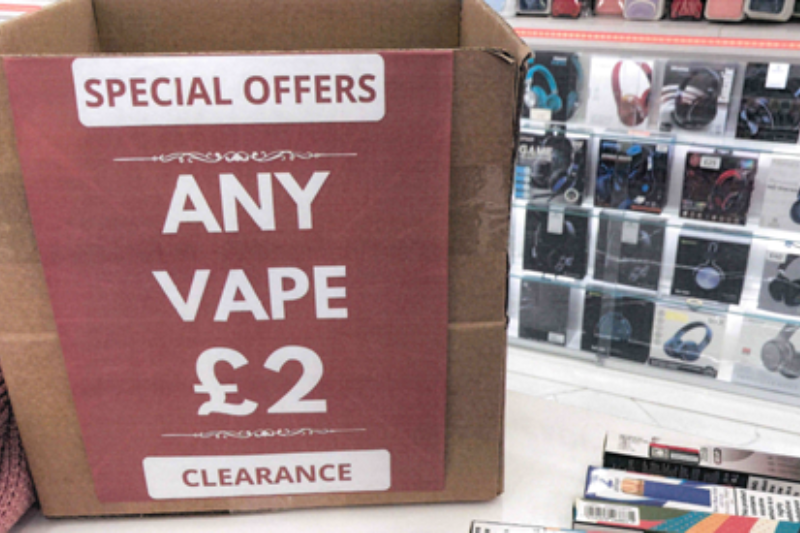 SPECIAL OFFERS
ANY
VAPE
£2
CLEARANCE